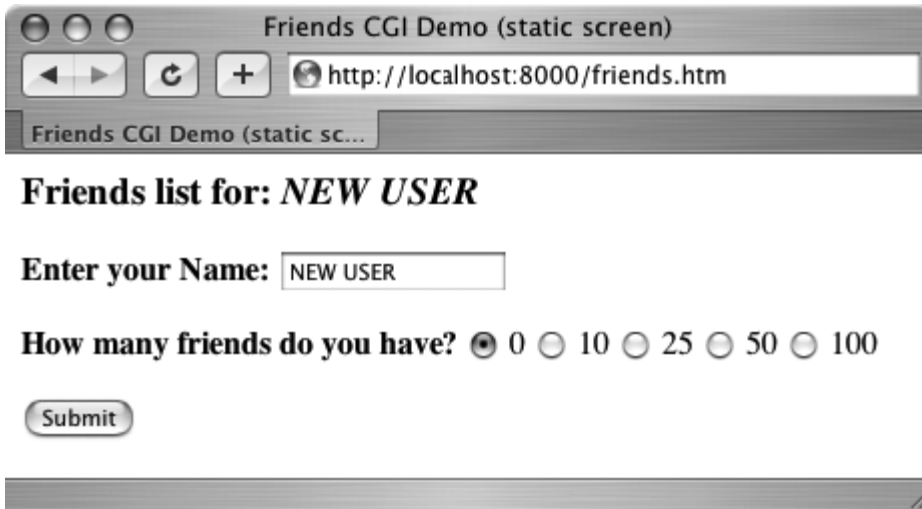 Friends CGI Demo (static screen)
http://localhost:8000/friends.htm
Friends CGI Demo (static sc...
Friends list for: NEW USER
Enter your Name: NEW USER
How many friends do you have? 0 10 25 50 100
Submit